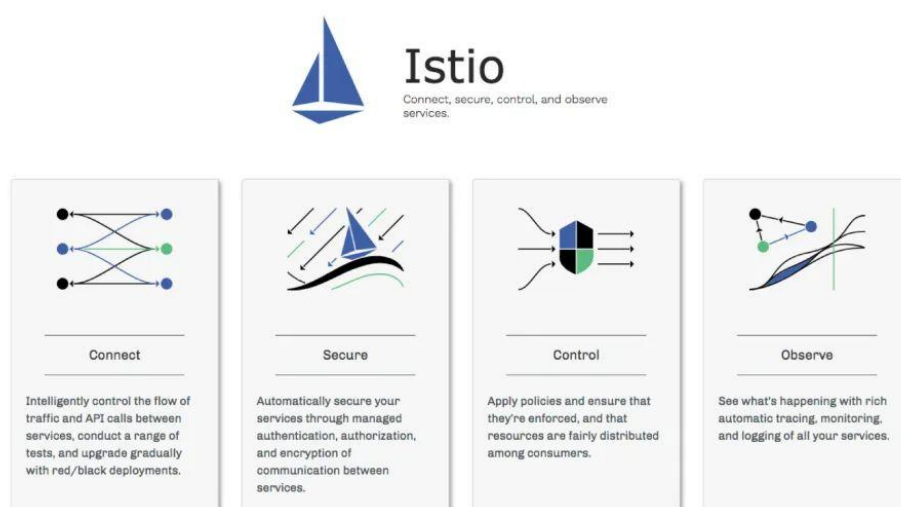 Istio
Connect, secure, control, and observe
services.
Connect
Intelligently control the flow of
traffic and API calls between
services, conduct a range of
tests, and upgrade gradually
with red/black deployments.
Secure
Automatically secure your
services through managed
authentication, authorization,
and encryption of
communication between
services.
Control
Apply policies and ensure that
they're enforced, and that
resources are fairly distributed
among consumers.
Observe
See what's happening with rich
automatic tracing, monitoring,
and logging of all your services.